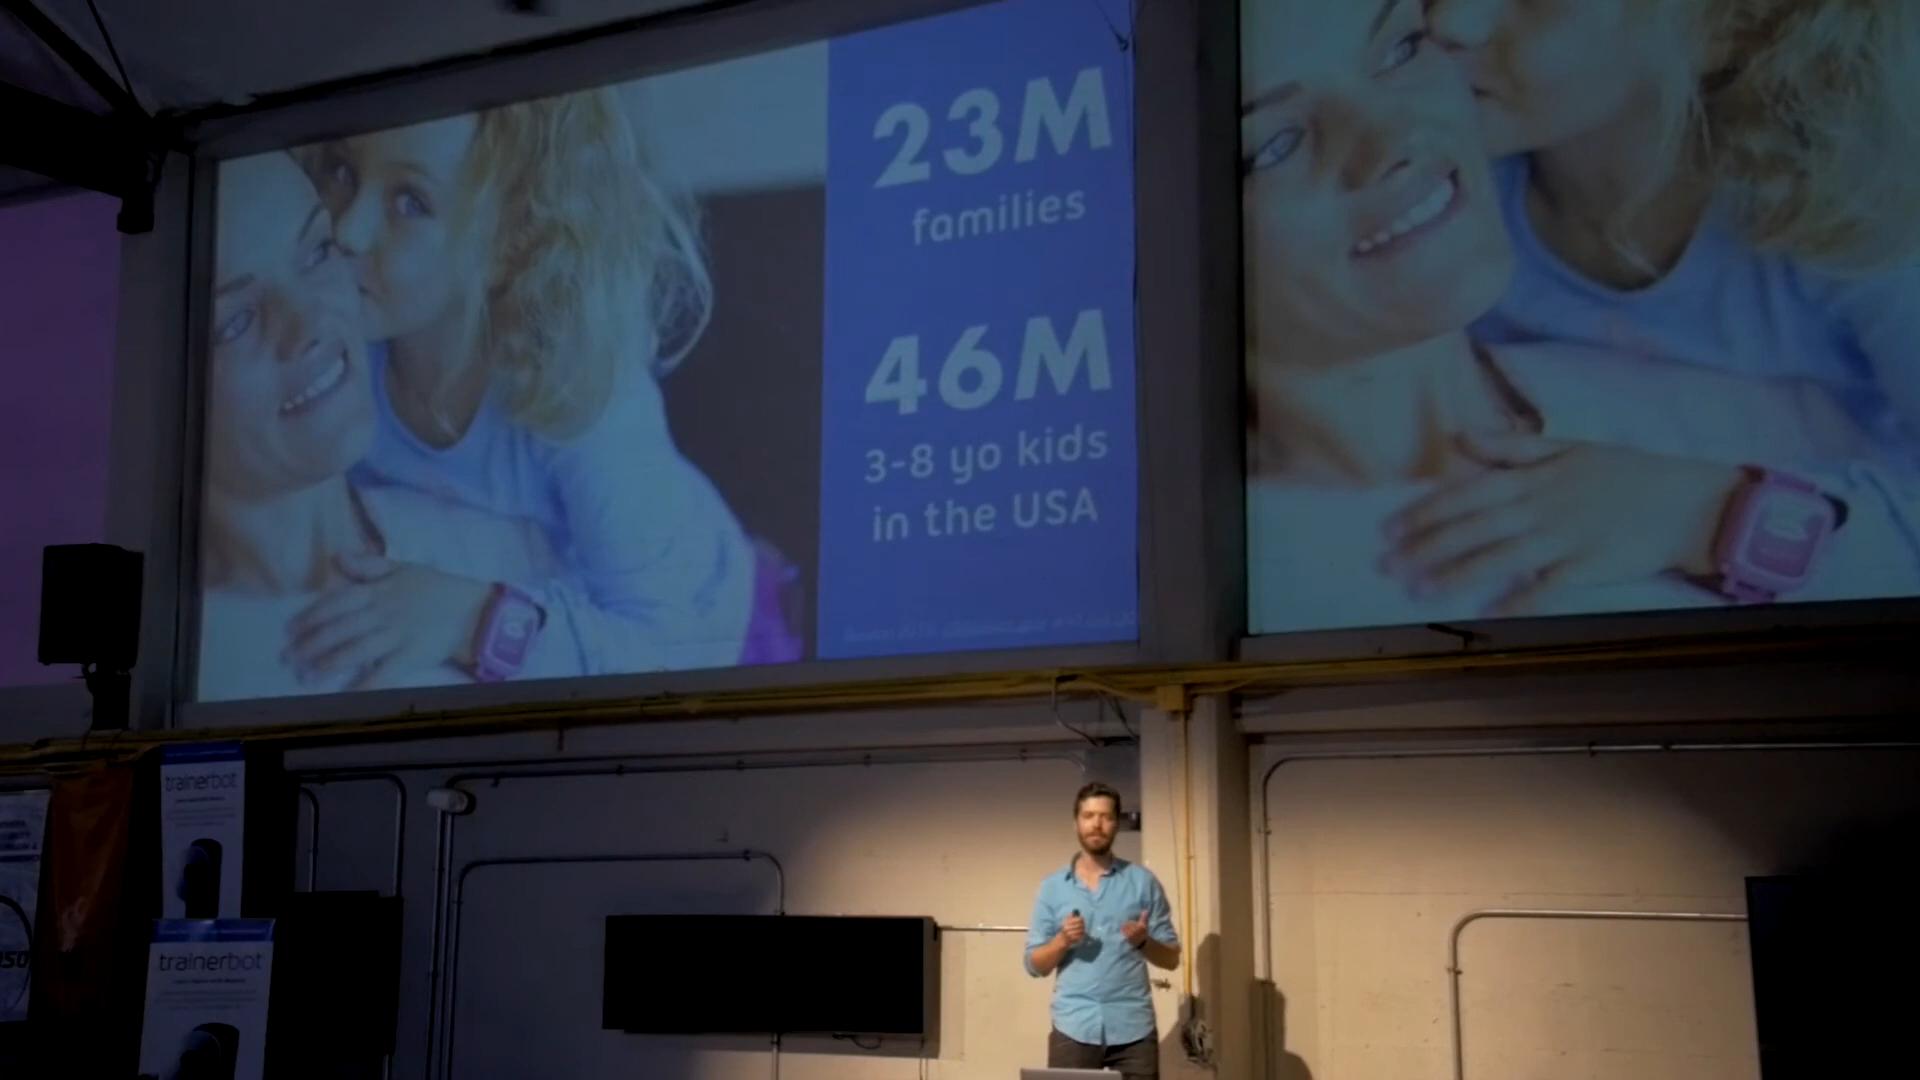 23M
families
46M
3-8 yo kids
in the USA
trainerbot
trainerbot